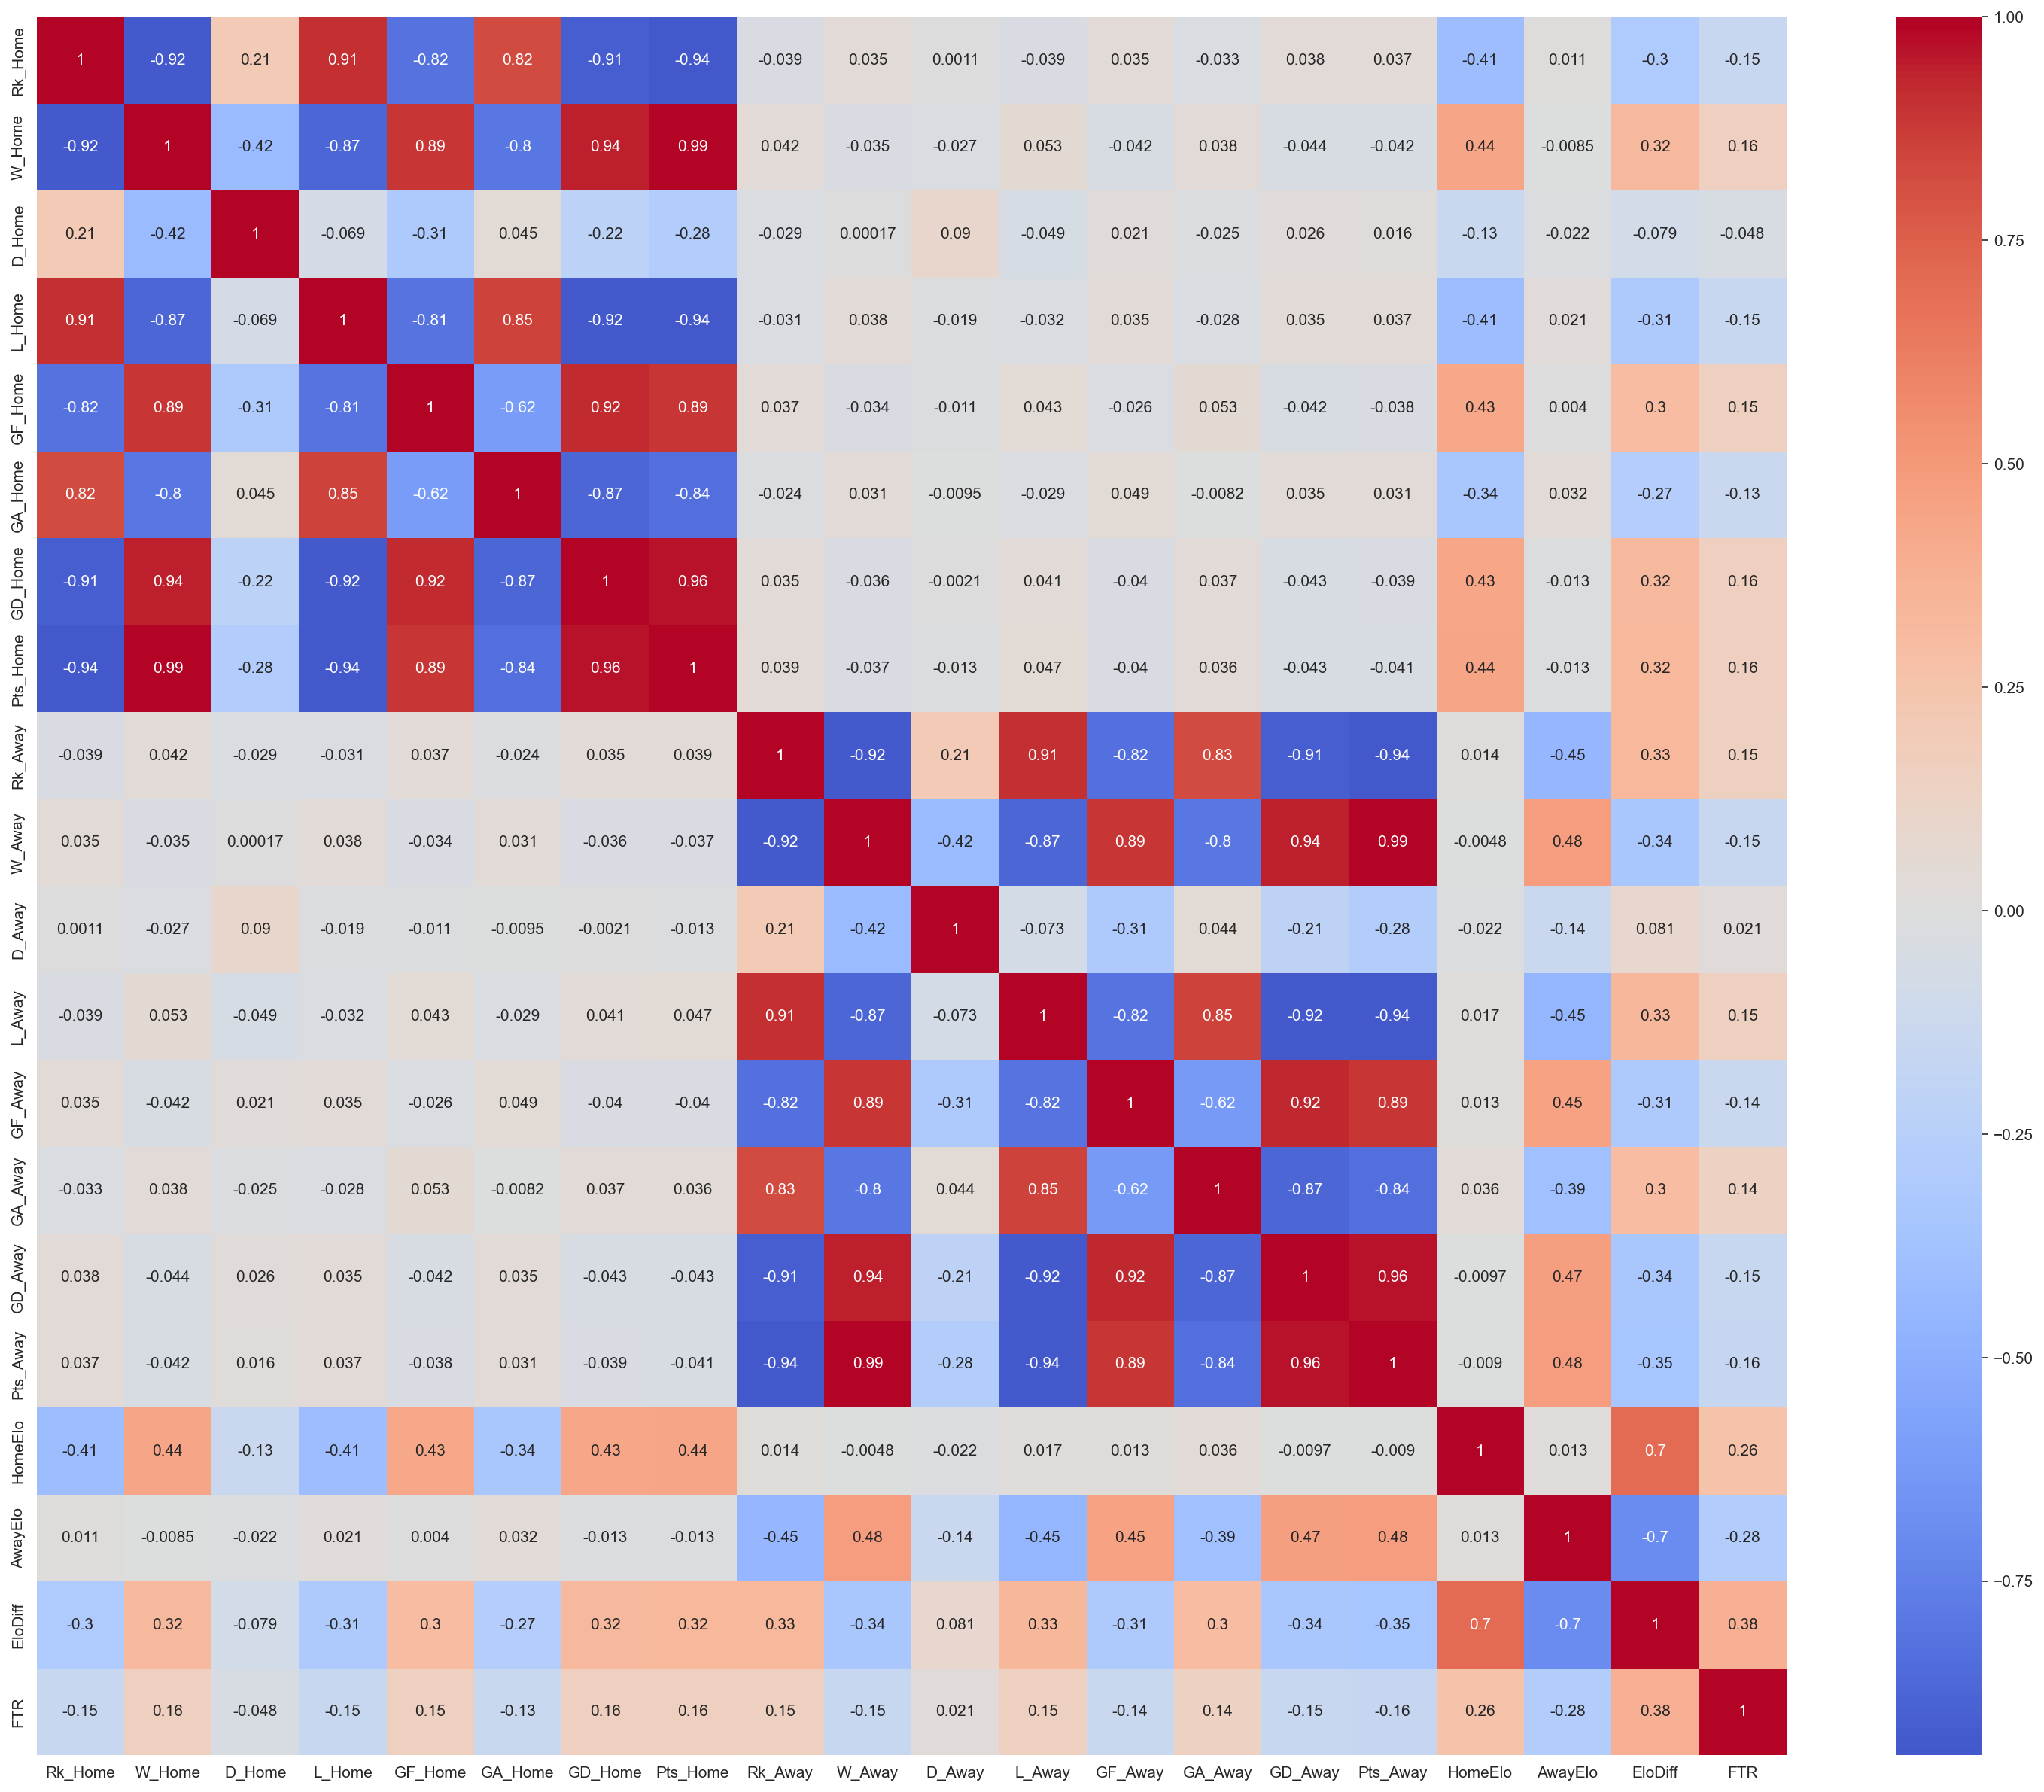 Rk_Home 1 -0.92 0.21 0.91 -0.82 0.82 -0.91 -0.94 -0.039 0.035 0.0011 -0.039 0.035 -0.033 0.038 0.037 -0.41 0.011 -0.3 -0.15
W_Home -0.92 1 -0.42 -0.87 0.89 -0.8 0.94 0.99 0.042 -0.035 -0.027 0.053 -0.042 0.038 -0.044 -0.042 0.44 -0.0085 0.32 0.16
D_Home 0.21 -0.42 1 -0.069 -0.31 0.045 -0.22 -0.28 -0.029 0.00017 0.09 -0.049 0.021 -0.025 0.026 0.016 -0.13 -0.022 -0.079 -0.048
L_Home 0.91 -0.87 -0.069 1 -0.81 0.85 -0.92 -0.94 -0.031 0.038 -0.019 -0.032 0.035 -0.028 0.035 0.037 -0.41 0.021 -0.31 -0.15
GF_Home -0.82 0.89 -0.31 -0.81 1 -0.62 0.92 0.89 0.037 -0.034 -0.011 0.043 -0.026 0.053 -0.042 -0.038 0.43 0.004 0.3 0.15
GA_Home 0.82 -0.8 0.045 0.85 -0.62 1 -0.87 -0.84 -0.024 0.031 -0.0095 -0.029 0.049 -0.0082 0.035 0.031 -0.34 0.032 -0.27 -0.13
GD_Home -0.91 0.94 -0.22 -0.92 0.92 -0.87 1 0.96 0.035 -0.036 -0.0021 0.041 -0.04 0.037 -0.043 -0.039 0.43 -0.013 0.32 0.16
Pts_Home -0.94 0.99 -0.28 -0.94 0.89 -0.84 0.96 1 0.039 -0.037 -0.013 0.047 -0.04 0.036 -0.043 -0.041 0.44 -0.013 0.32 0.16
Rk_Away -0.039 0.042 -0.029 -0.031 0.037 -0.024 0.035 0.039 1 -0.92 0.21 0.91 -0.82 0.83 -0.91 -0.94 0.014 -0.45 0.33 0.15
W_Away 0.035 -0.035 0.00017 0.038 -0.034 0.031 -0.036 -0.037 -0.92 1 -0.42 -0.87 0.89 -0.8 0.94 0.99 -0.0048 0.48 -0.34 -0.15
D_Away 0.0011 -0.027 0.09 -0.019 -0.011 -0.0095 -0.0021 -0.013 0.21 -0.42 1 -0.073 -0.31 0.044 -0.21 -0.28 -0.022 -0.14 0.081 0.021
L_Away -0.039 0.053 -0.049 -0.032 0.043 -0.029 0.041 0.047 0.91 -0.87 -0.073 1 -0.82 0.85 -0.92 -0.94 0.017 -0.45 0.33 0.15
GF_Away 0.035 -0.042 0.021 0.035 -0.026 0.049 -0.04 -0.04 -0.82 0.89 -0.31 -0.82 1 -0.62 0.92 0.89 0.013 0.45 -0.31 -0.14
GA_Away -0.033 0.038 -0.025 -0.028 0.053 -0.0082 0.037 0.036 0.83 -0.8 0.044 0.85 -0.62 1 -0.87 -0.84 0.036 -0.39 0.3 0.14
GD_Away 0.038 -0.044 0.026 0.035 -0.042 0.035 -0.043 -0.043 -0.91 0.94 -0.21 -0.92 0.92 -0.87 1 0.96 -0.0097 0.47 -0.34 -0.15
Pts_Away 0.037 -0.042 0.016 0.037 -0.038 0.031 -0.039 -0.041 -0.94 0.99 -0.28 -0.94 0.89 -0.84 0.96 1 -0.009 0.48 -0.35 -0.16
HomeElo -0.41 0.44 -0.13 -0.41 0.43 -0.34 0.43 0.44 0.014 -0.0048 -0.022 0.017 0.013 0.036 -0.0097 -0.009 1 0.013 0.7 0.26
AwayElo 0.011 -0.0085 -0.022 0.021 0.004 0.032 -0.013 -0.013 -0.45 0.48 -0.14 -0.45 0.45 -0.39 0.47 0.48 0.013 1 -0.7 -0.28
EloDiff -0.3 0.32 -0.079 -0.31 0.3 -0.27 0.32 0.32 0.33 -0.34 0.081 0.33 -0.31 0.3 -0.34 -0.35 0.7 -0.7 1 0.38
FTR -0.15 0.16 -0.048 -0.15 0.15 -0.13 0.16 0.16 0.15 -0.15 0.021 0.15 -0.14 0.14 -0.15 -0.16 0.26 -0.28 0.38 1
Rk_Home W_Home D_Home L_Home GF_Home GA_Home GD_Home Pts_Home Rk_Away W_Away D_Away L_Away GF_Away GA_Away GD_Away Pts_Away HomeElo AwayElo EloDiff FTR
1.00
0.75
0.50
0.25
0.00
−0.25
−0.50
−0.75